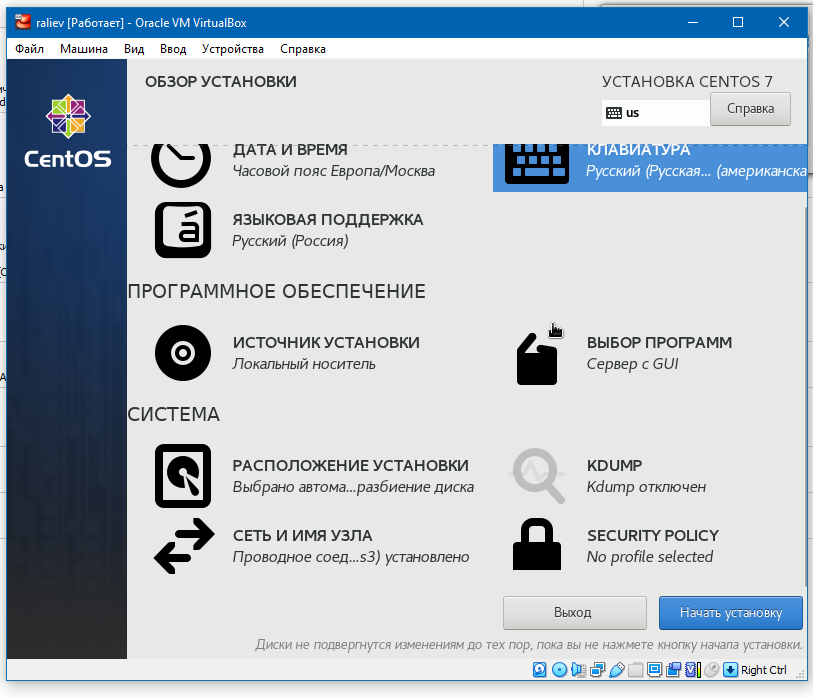 raliev [Работает] - Oracle VM VirtualBox
Файл Машина Вид Ввод Устройства Справка
ОБЗОР УСТАНОВКИ
УСТАНОВКА CENTOS 7
us
Справка
CentOS
ДАТА И ВРЕМЯ
Часовой пояс Европа/Москва
КЛАВИАТУРА
Русский (Русская... (американска
ЯЗЫКОВАЯ ПОДДЕРЖКА
Русский (Россия)
ПРОГРАММНОЕ ОБЕСПЕЧЕНИЕ
ИСТОЧНИК УСТАНОВКИ
Локальный носитель
ВЫБОР ПРОГРАММ
Сервер с GUI
СИСТЕМА
РАСПОЛОЖЕНИЕ УСТАНОВКИ
Выбрано автома...разбиение диска
KDUMP
Kdump отключен
СЕТЬ И ИМЯ УЗЛА
Проводное соед...s3) установлено
SECURITY POLICY
No profile selected
Выход
Начать установку
Диски не подвергнутся изменениям до тех пор, пока вы не нажмете кнопку начала установки.
Right Ctrl